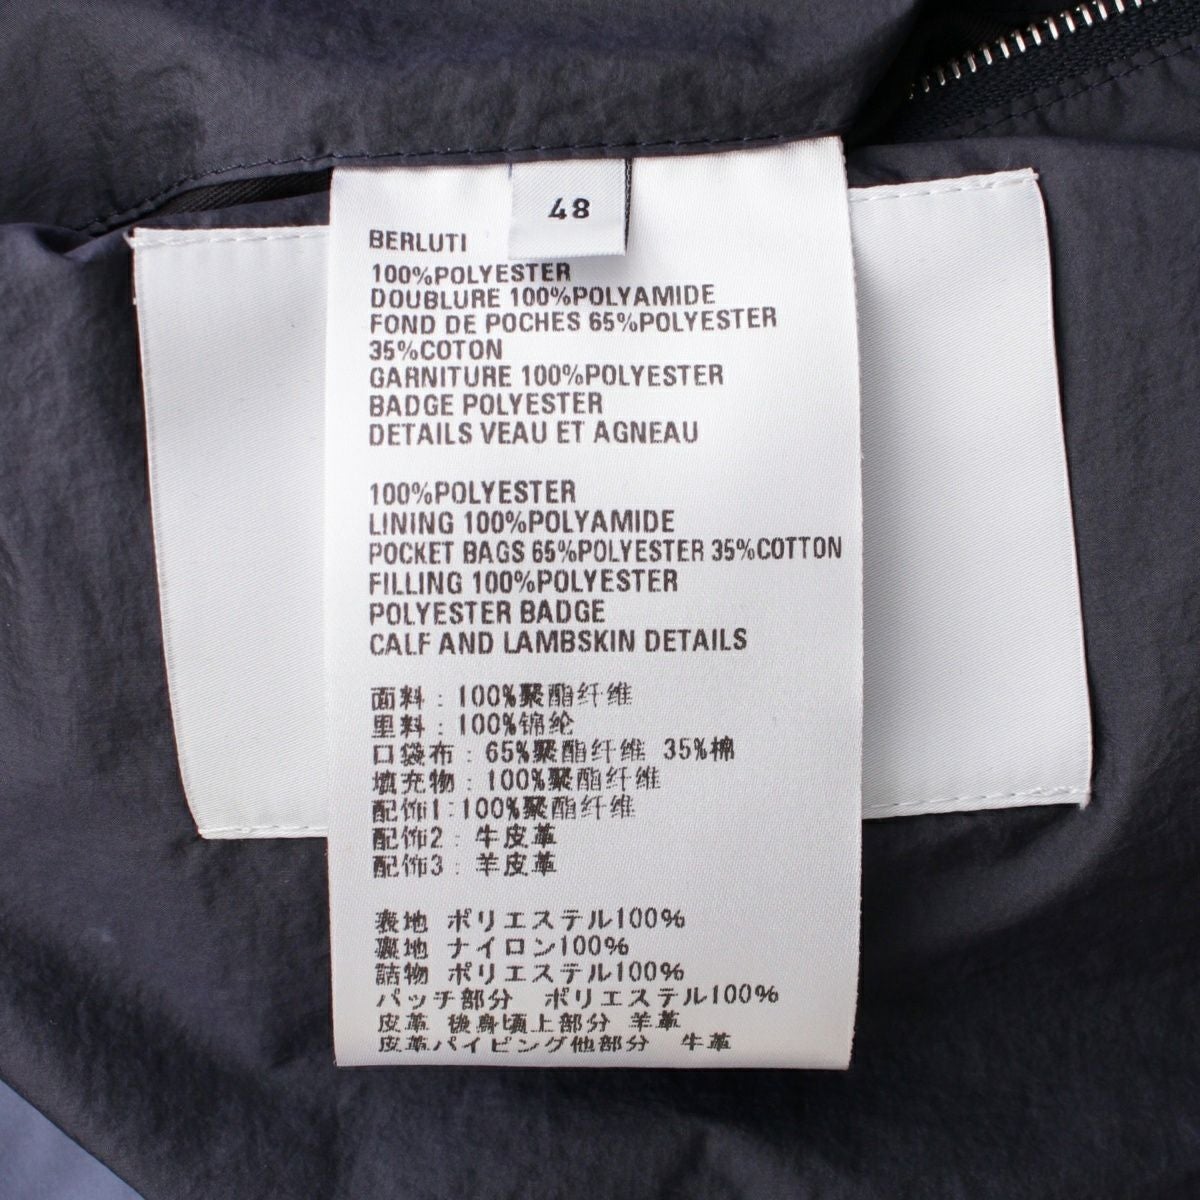 48
BERLUTI
100%POLYESTER
DOUBLURE 100%POLYAMIDE
FOND DE POCHES 65%POLYESTER
35%COTON
GARNITURE 100%POLYESTER
BADGE POLYESTER
DETAILS VEAU ET AGNEAU
100%POLYESTER
LINING 100%POLYAMIDE
POCKET BAGS 65%POLYESTER 35%COTTON
FILLING 100%POLYESTER
POLYESTER BADGE
CALF AND LAMBSKIN DETAILS
面料：100%聚酯纤维
里料：100%锦纶
口袋布：65%聚酯纤维 35%棉
填充物：100%聚酯纤维
配饰1：100%聚酯纤维
配饰2：牛皮革
配饰3：羊皮革
表地 ポリエステル100%
裏地 ナイロン100%
詰物 ポリエステル100%
パッチ部分　ポリエステル100%
皮革 後身頃上部分 羊革
皮革パイピング他部分　牛革